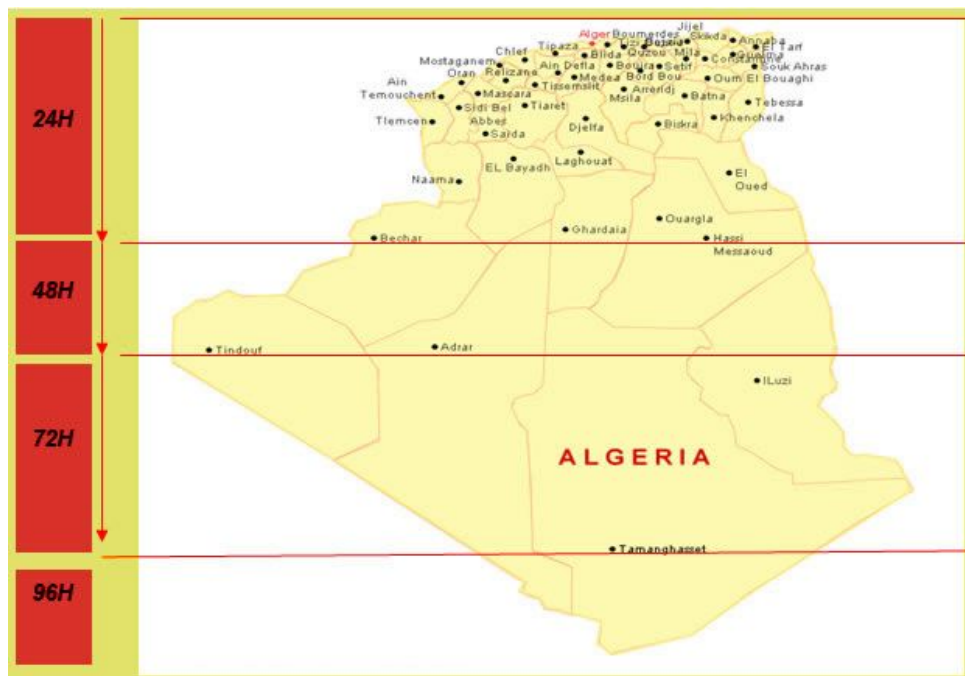 24H
48H
72H
96H
Jijel
Alger Boumerdes
Skikda
Annaba
Tipaza
Tizi
El Tarf
Chlef
Blida
Ouzou
Mila
Guelma
Constantine
Mostaganem
Ain Defla
Bouira
Setif
Souk Ahras
Oran
Relizane
Medea
Bord Bou
Oum El Bouaghi
Ain
Temouchent
Tissemslit
Arreridj
Mascara
Msila
Batna
Tebessa
Sidi Bel
Abbes
Tiaret
Tlemcen
Djelfa
Khenchela
Saida
Biskra
EL Bayadh
Laghouat
Naama
El
Oued
Ouargla
Ghardaia
Bechar
Hassi
Messaoud
Tindouf
Adrar
ILuzi
ALGERIA
Tamanghasset